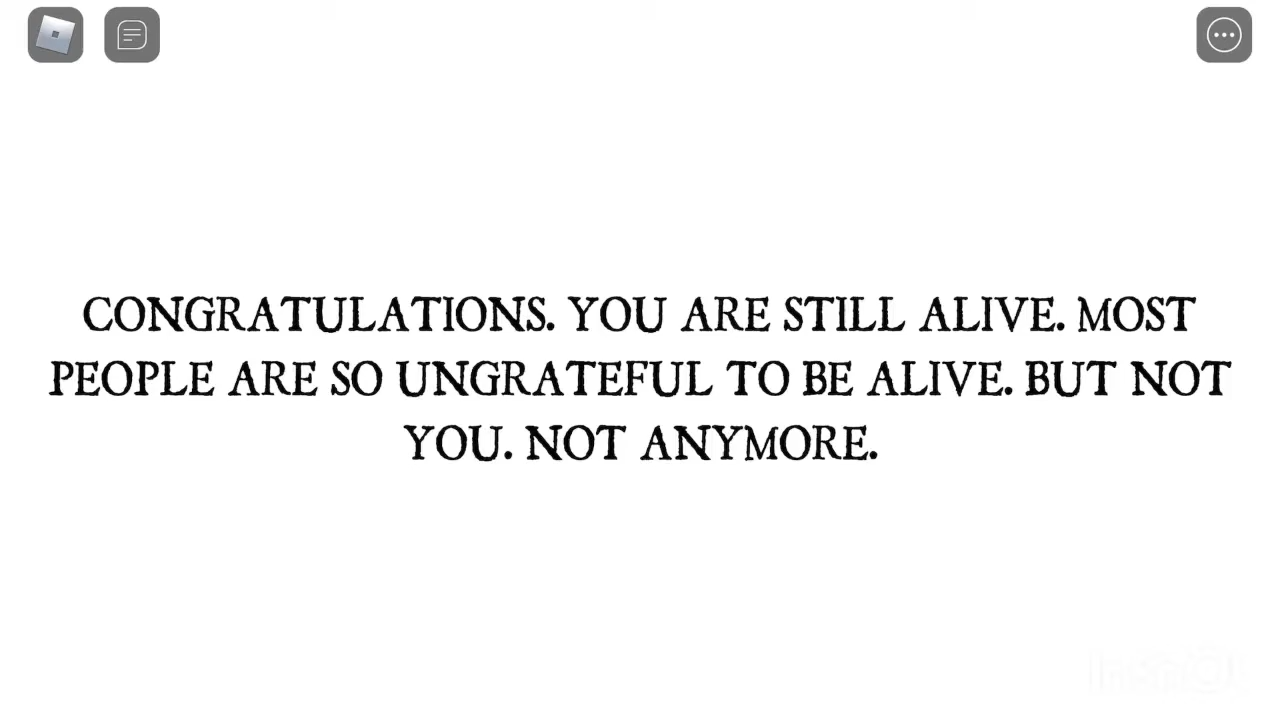 CONGRATULATIONS. YOU ARE STILL ALIVE. MOST
PEOPLE ARE SO UNGRATEFUL TO BE ALIVE. BUT NOT
YOU. NOT ANYMORE.